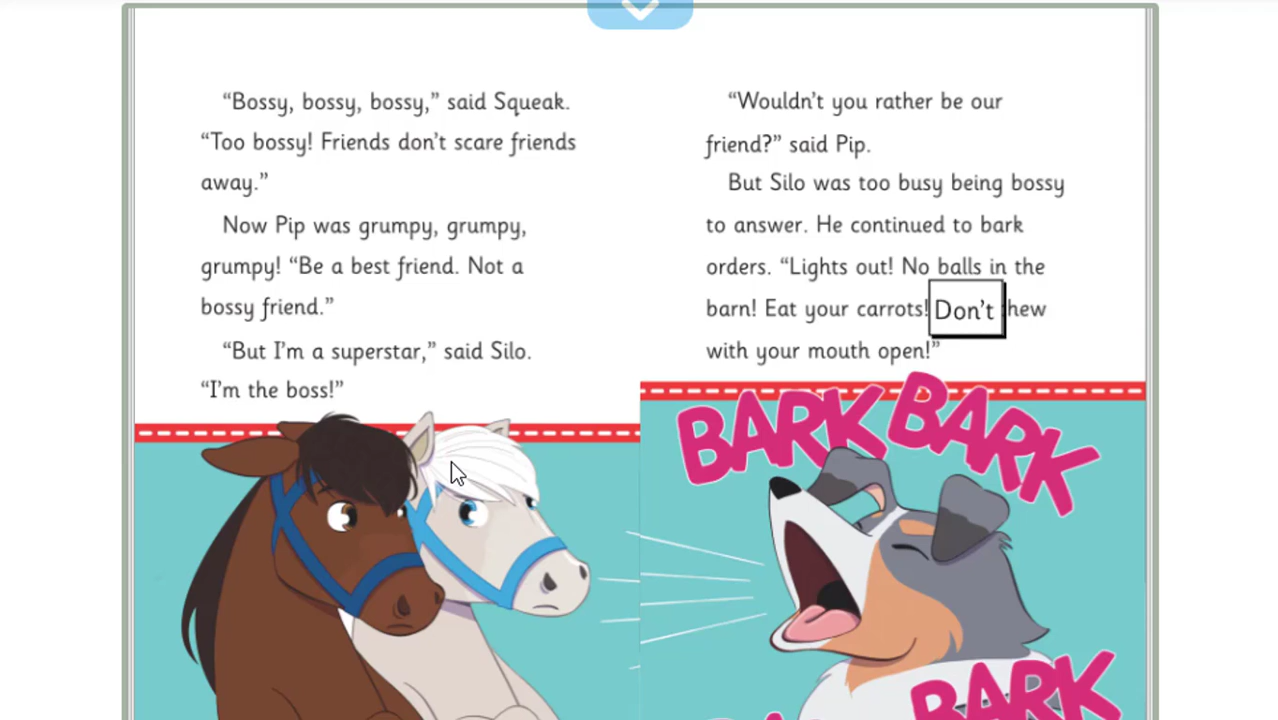 “Bossy, bossy, bossy,” said Squeak.
“Too bossy! Friends don’t scare friends
away.”
Now Pip was grumpy, grumpy,
grumpy! “Be a best friend. Not a
bossy friend.”
“But I’m a superstar,” said Silo.
“I’m the boss!”
“Wouldn’t you rather be our
friend?” said Pip.
But Silo was too busy being bossy
to answer. He continued to bark
orders. “Lights out! No balls in the
barn! Eat your carrots! Don’t hew
with your mouth open!”
BARK BARK
BARK